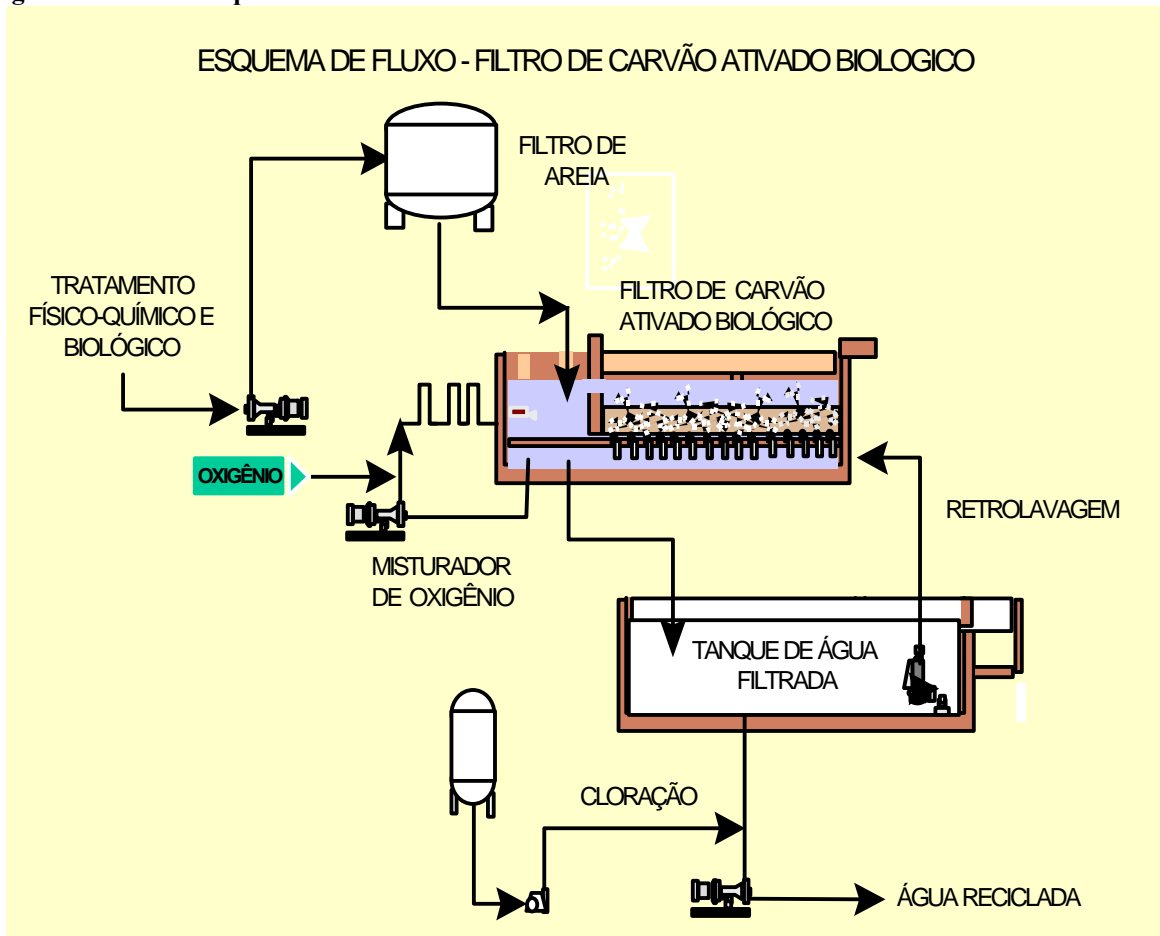 ESQUEMA DE FLUXO - FILTRO DE CARVÃO ATIVADO BIOLOGICO
FILTRO DE
AREIA
TRATAMENTO
FÍSICO-QUÍMICO E
BIOLÓGICO
FILTRO DE CARVÃO
ATIVADO BIOLÓGICO
OXIGÊNIO
RETROLAVAGEM
MISTURADOR
DE OXIGÊNIO
TANQUE DE ÁGUA
FILTRADA
CLORAÇÃO
ÁGUA RECICLADA